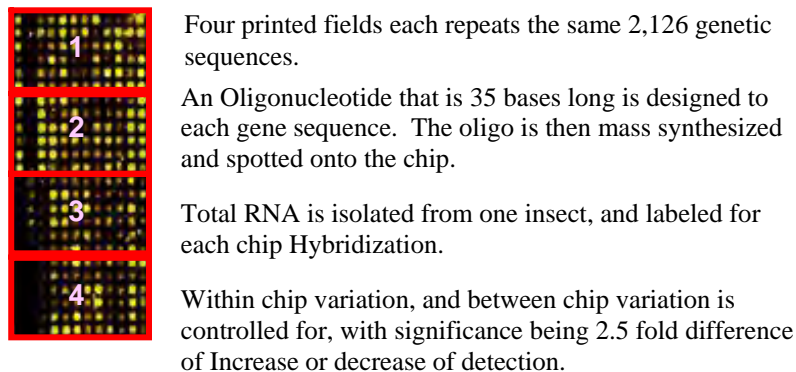 1
2
3
4
Four printed fields each repeats the same 2,126 genetic
sequences.
An Oligonucleotide that is 35 bases long is designed to
each gene sequence.  The oligo is then mass synthesized
and spotted onto the chip.
Total RNA is isolated from one insect, and labeled for
each chip Hybridization.
Within chip variation, and between chip variation is
controlled for, with significance being 2.5 fold difference
of Increase or decrease of detection.